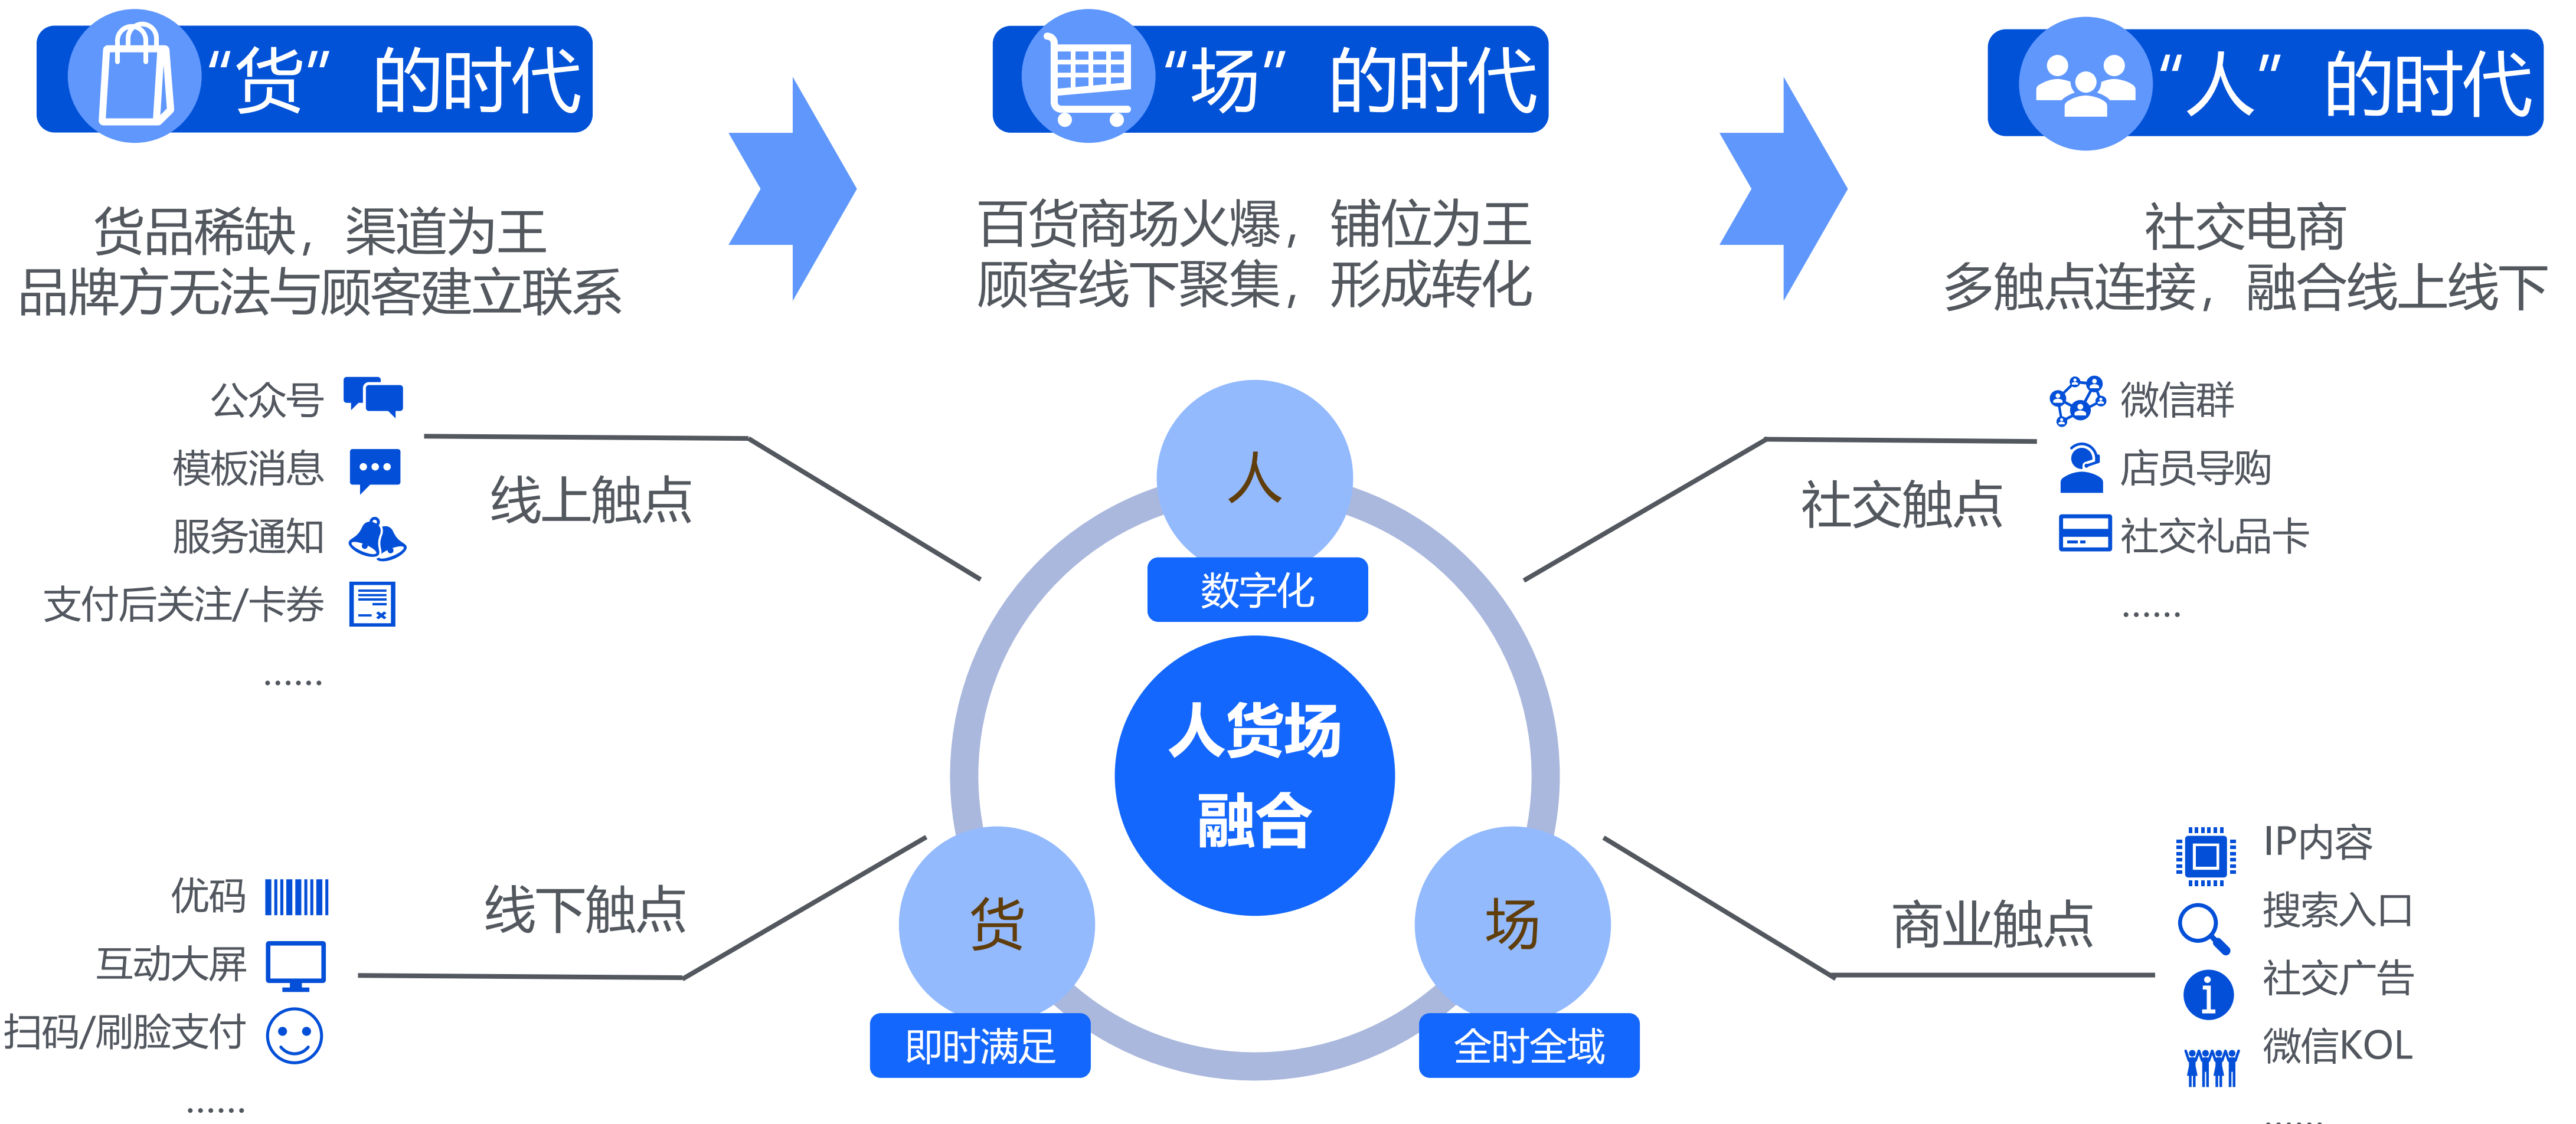 “货”的时代
“场”的时代
“人”的时代
货品稀缺，渠道为王
品牌方无法与顾客建立联系
百货商场火爆，铺位为王
顾客线下聚集，形成转化
社交电商
多触点连接，融合线上线下
公众号
模板消息
服务通知
支付后关注/卡券
……
线上触点
人
数字化
人货场
融合
货
即时满足
场
全时全域
社交触点
微信群
店员导购
社交礼品卡
……
优码
互动大屏
扫码/刷脸支付
……
线下触点
商业触点
IP内容
搜索入口
社交广告
微信KOL
……